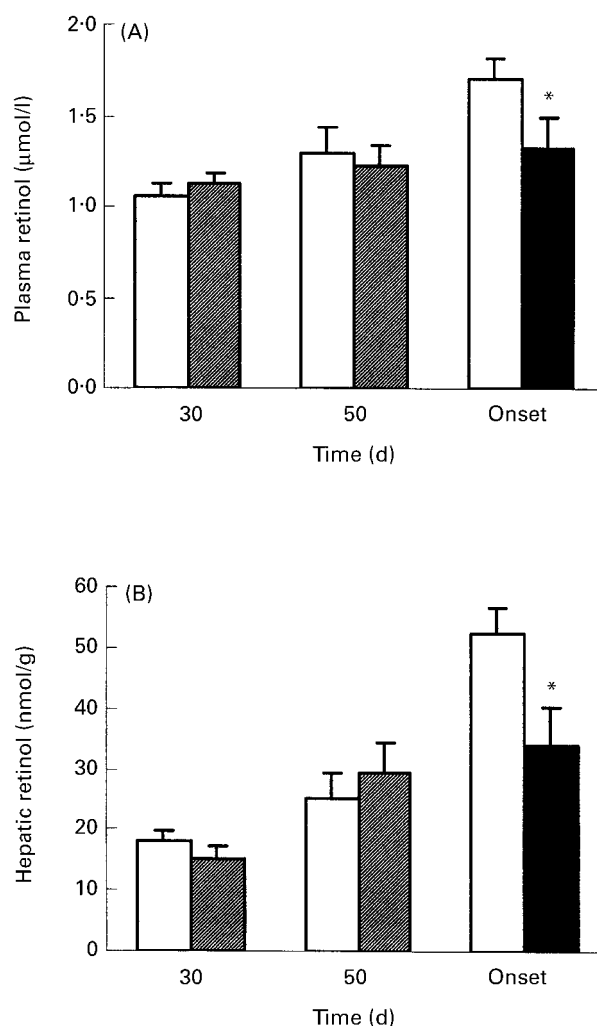 (A)
Plasma retinol (µmol/l)
2·0
1·5
1·0
0·5
0·0
*
30 50 Onset
Time (d)
(B)
Hepatic retinol (nmol/g)
60
50
40
30
20
10
0
*
30 50 Onset
Time (d)